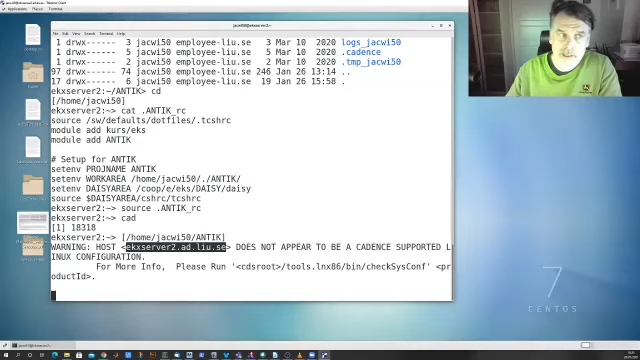 Applications Places Terminal
jacwi50@ekxserver2:~
1 drwx------ 3 jacwi50 employee-liu.se 3 Mar 10 2020 logs_jacwi50
1 drwx------ 5 jacwi50 employee-liu.se 5 Mar 10 2020 .cadence
1 drwx------ 2 jacwi50 employee-liu.se 2 Mar 10 2020 .tmp_jacwi50
97 drwx------ 74 jacwi50 employee-liu.se 246 Jan 26 13:14 ..
17 drwx------ 6 jacwi50 employee-liu.se 19 Jan 26 15:58 .
ekxserver2:~/ANTIK> cd
[/home/jacwi50]
ekxserver2:~> cat .ANTIK_rc
source /sw/defaults/dotfiles/.tcshrc
module add kurs/eks
module add ANTIK
# Setup for ANTIK
setenv PROJNAME ANTIK
setenv WORKAREA /home/jacwi50/./ANTIK/
setenv DAISYAREA /coop/e/eks/DAISY/daisy
source $DAISYAREA/cshrc/tcshrc
ekxserver2:~> source .ANTIK_rc
ekxserver2:~> cad
[1] 18318
ekxserver2:~> [/home/jacwi50/ANTIK]
WARNING: HOST <ekxserver2.ad.liu.se> DOES NOT APPEAR TO BE A CADENCE SUPPORTED L
INUX CONFIGURATION.
For More Info, Please Run '<cdsroot>/tools.lnx86/bin/checkSysConf' <pr
oductId>.
7
CENTOS